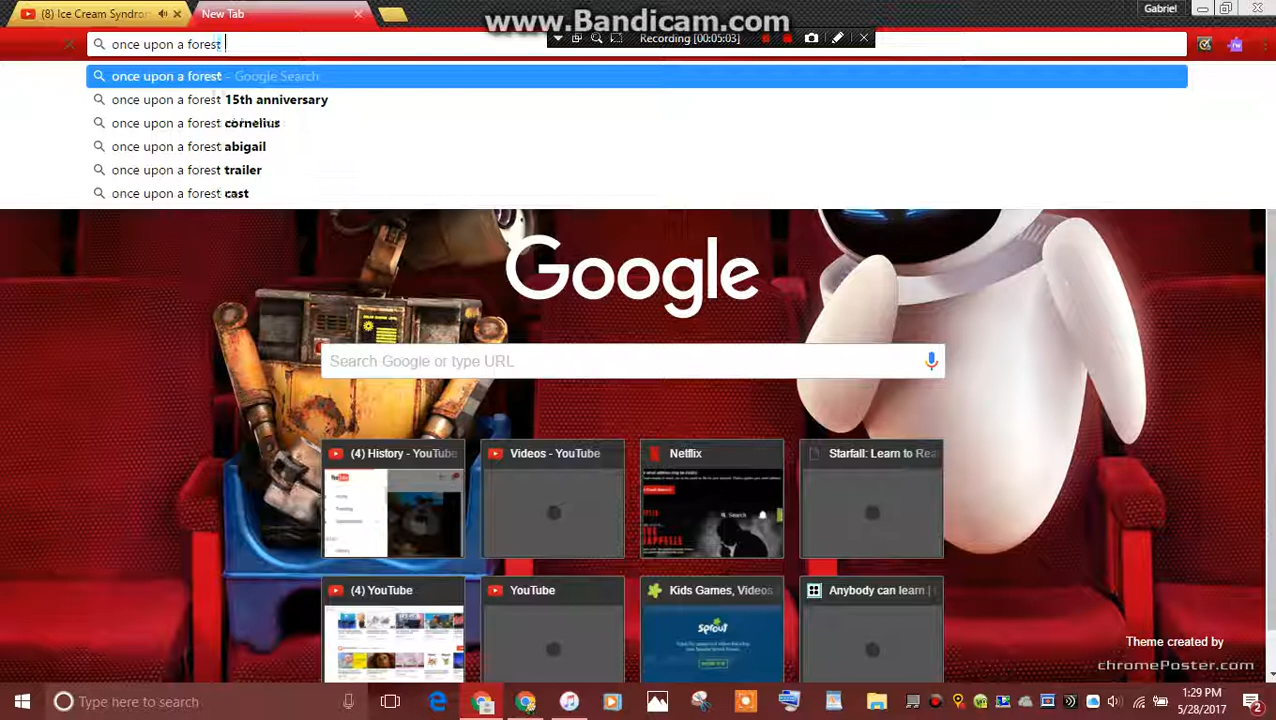 (8) Ice Cream Syndrom
New Tab
Gabriel
www.Bandicam.com
Recording [00:05:03]
once upon a forest
once upon a forest - Google Search
once upon a forest 15th anniversary
once upon a forest cornelius
once upon a forest abigail
once upon a forest trailer
once upon a forest cast
Google
Search Google or type URL
(4) History - YouTube
Videos - YouTube
Netflix
Starfall: Learn to Rea
Search
(4) YouTube
YouTube
Kids Games, Videos
Anybody can learn |
sprout
Theme created by
chromePoster.com
Type here to search
1:29 PM
5/28/2017
2